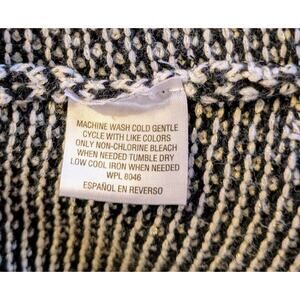 MACHINE WASH COLD GENTLE
CYCLE WITH LIKE COLORS
ONLY NON-CHLORINE BLEACH
WHEN NEEDED TUMBLE DRY
LOW COOL IRON WHEN NEEDED
WPL 8046
ESPAÑOL EN REVERSO